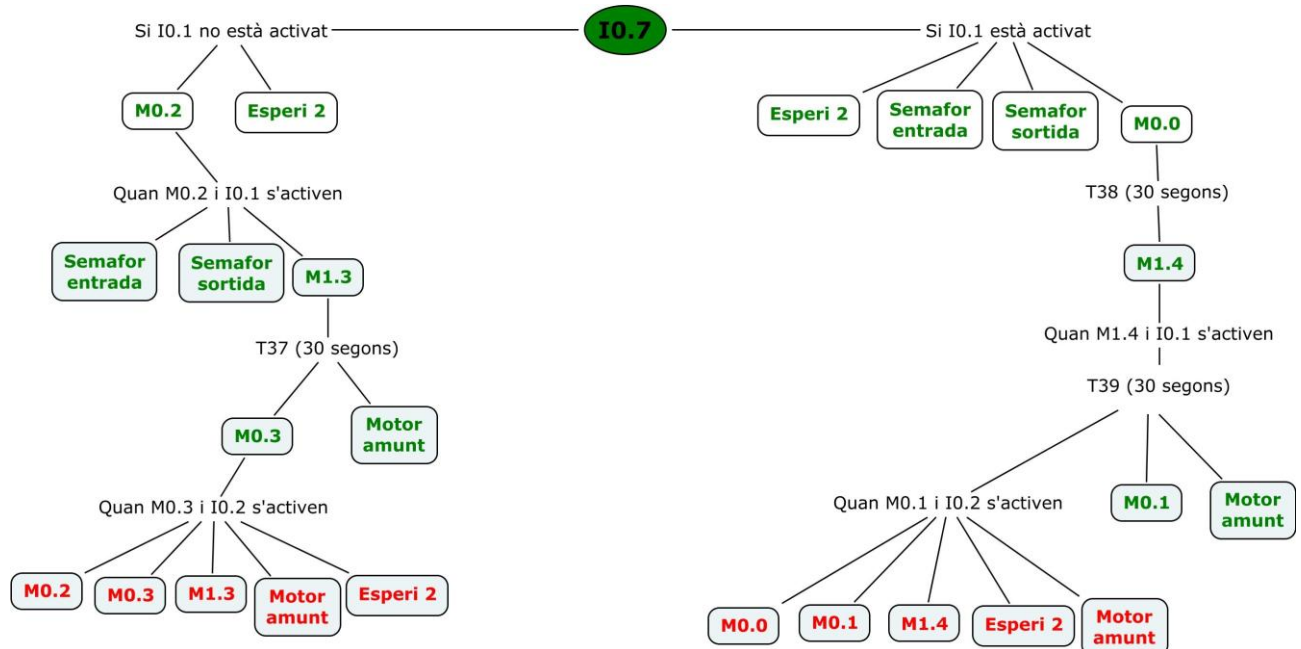 I0.7
Si I0.1 no està activat
M0.2
Esperi 2
Quan M0.2 i I0.1 s'activen
Semafor
entrada
Semafor
sortida
M1.3
T37 (30 segons)
M0.3
Motor
amunt
Quan M0.3 i I0.2 s'activen
M0.2
M0.3
M1.3
Motor
amunt
Esperi 2
Si I0.1 està activat
Esperi 2
Semafor
entrada
Semafor
sortida
M0.0
T38 (30 segons)
M1.4
Quan M1.4 i I0.1 s'activen
T39 (30 segons)
M0.1
Motor
amunt
Quan M0.1 i I0.2 s'activen
M0.0
M0.1
M1.4
Esperi 2
Motor
amunt